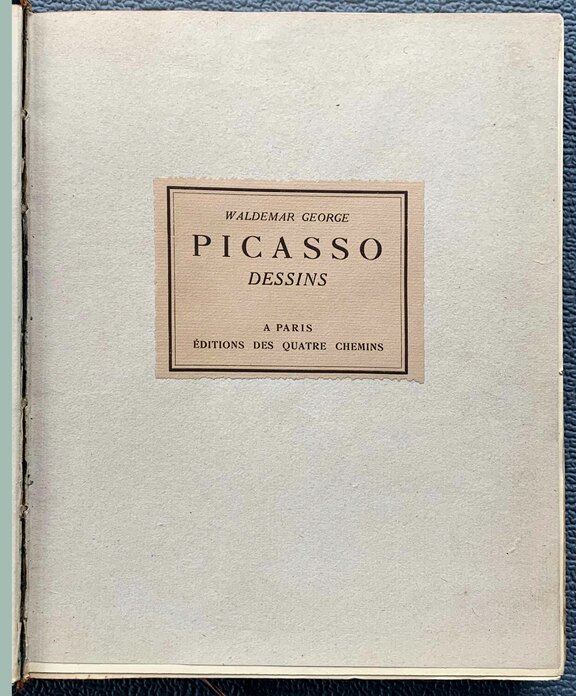 WALDEMAR GEORGE
PICASSO
DESSINS
A PARIS
ÉDITIONS DES QUATRE CHEMINS